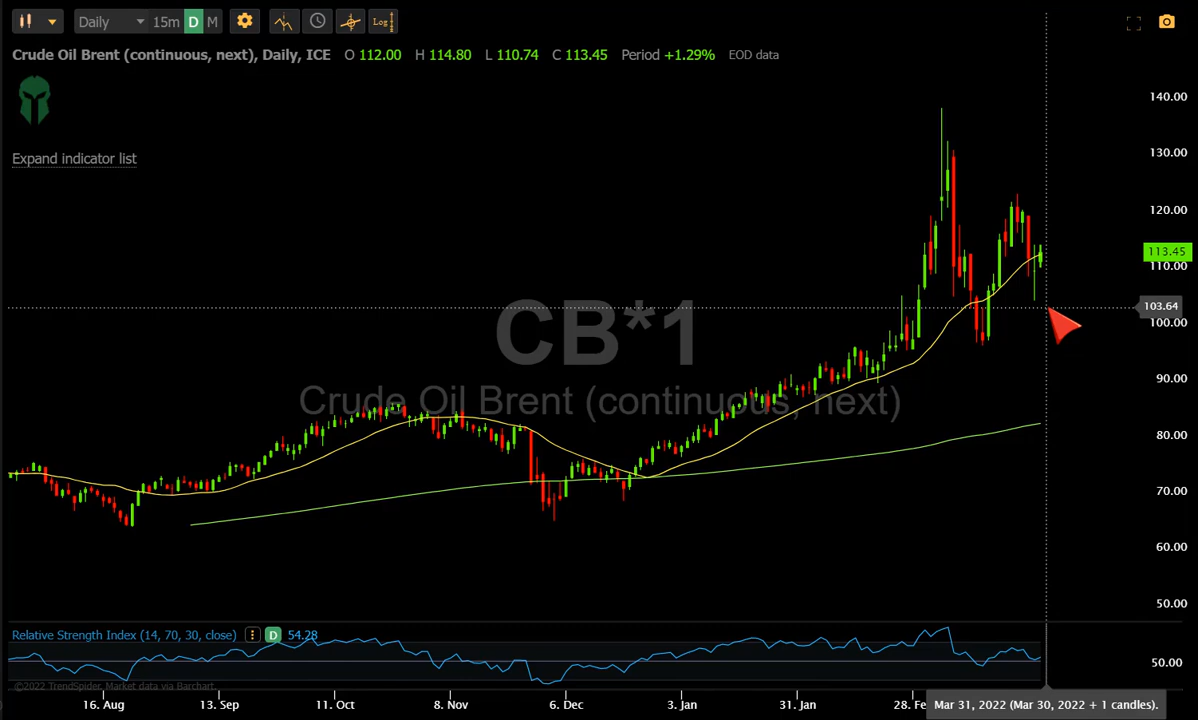 Daily 15m D M Log
Crude Oil Brent (continuous, next), Daily, ICE O 112.00 H 114.80 L 110.74 C 113.45 Period +1.29% EOD data
Expand indicator list
140.00
130.00
120.00
113.45
110.00
103.64
100.00
90.00
80.00
70.00
60.00
50.00
CB*1
Crude Oil Brent (continuous, next)
Relative Strength Index (14, 70, 30, close) D 54.28
50.00
©2022 TrendSpider, Market data via Barchart
16. Aug 13. Sep 11. Oct 8. Nov 6. Dec 3. Jan 31. Jan 28. Fe Mar 31, 2022 (Mar 30, 2022 + 1 candles).